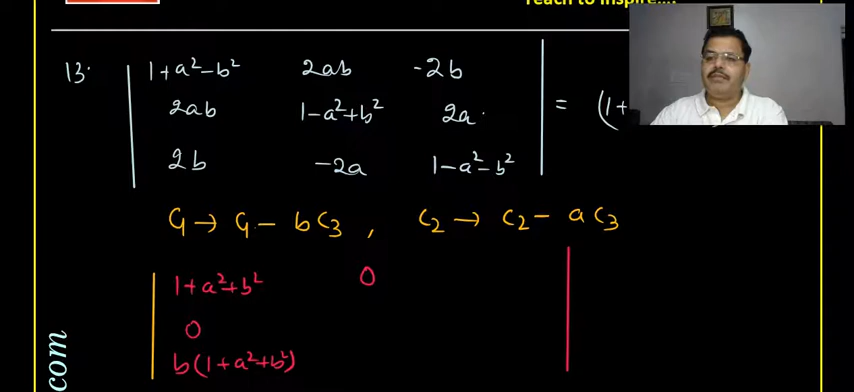 Teach to Inspire....
13. | 1+a²-b² 2ab -2b |
| 2ab 1-a²+b² 2a. | = (1+
| 2b -2a 1-a²-b² |
C₁ → C₁ - bC₃ , C₂ → C₂ - aC₃
| 1+a²+b² 0 |
| 0 |
| b(1+a²+b²) |
com